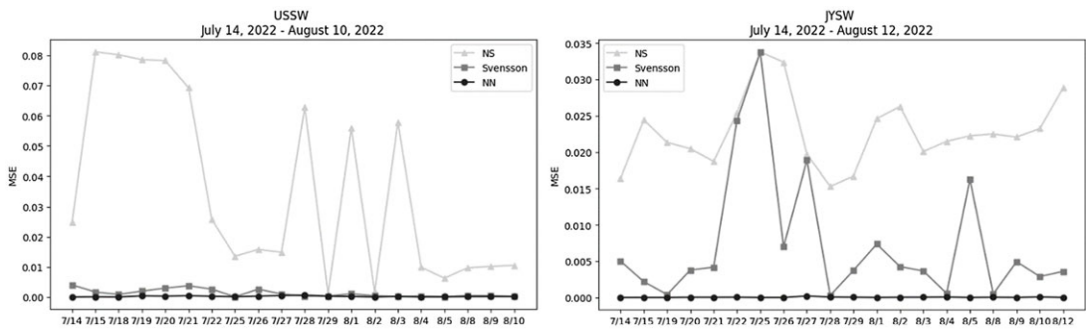 USSW
July 14, 2022 - August 10, 2022
NS
Svensson
NN
MSE
0.08
0.07
0.06
0.05
0.04
0.03
0.02
0.01
0.00
7/14 7/15 7/18 7/19 7/20 7/21 7/22 7/25 7/26 7/27 7/28 7/29 8/1 8/2 8/3 8/4 8/5 8/8 8/9 8/10
JYSW
July 14, 2022 - August 12, 2022
NS
Svensson
NN
MSE
0.035
0.030
0.025
0.020
0.015
0.010
0.005
0.000
7/14 7/15 7/19 7/20 7/21 7/22 7/25 7/26 7/27 7/28 7/29 8/1 8/2 8/3 8/4 8/5 8/8 8/9 8/10 8/12